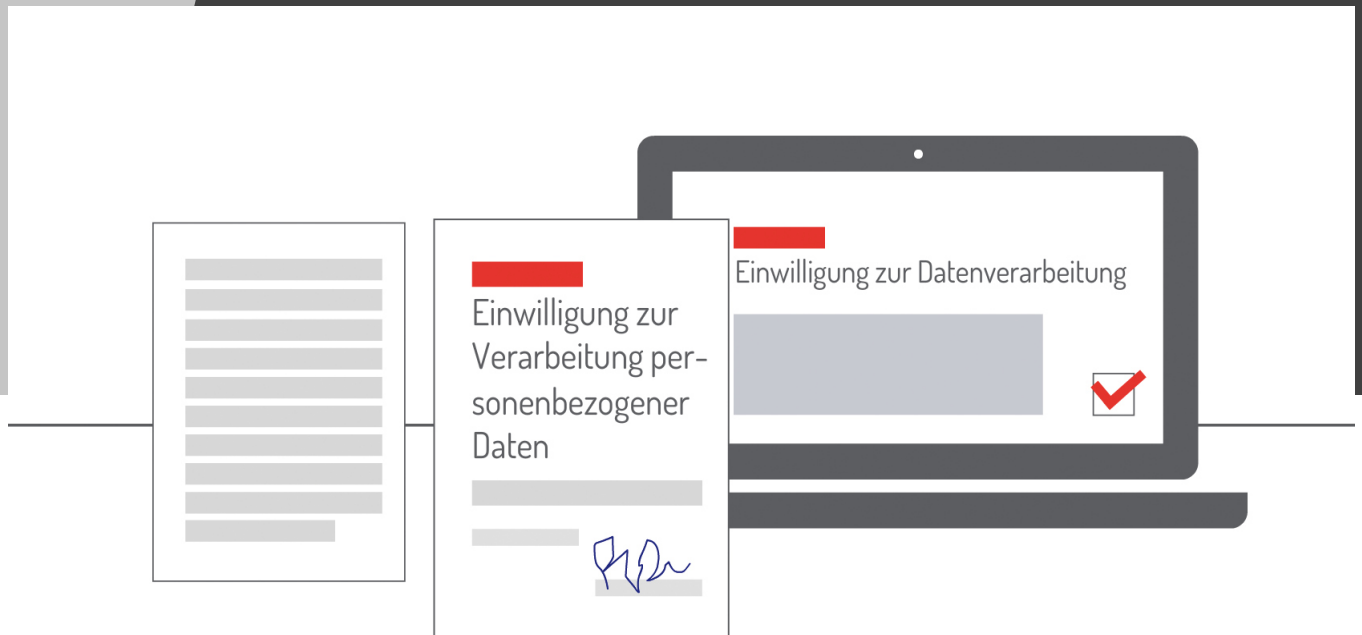 Einwilligung zur
Verarbeitung per-
sonenbezogener
Daten
Einwilligung zur Datenverarbeitung